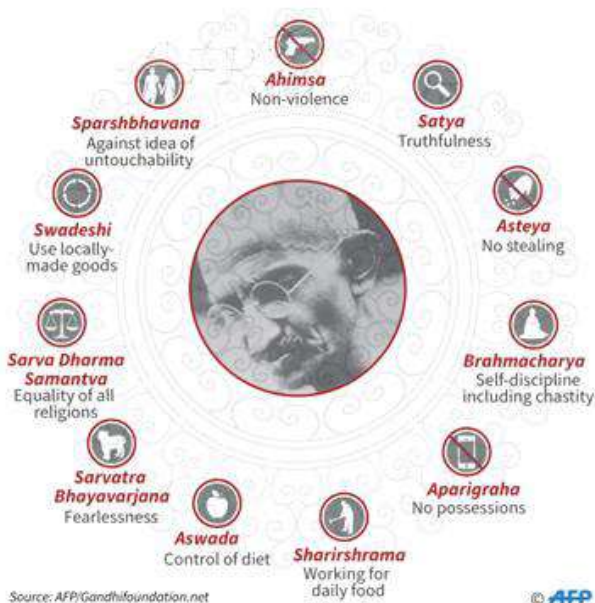 Ahimsa
Non-violence
Satya
Truthfulness
Asteya
No stealing
Brahmacharya
Self-discipline
including chastity
Aparigraha
No possessions
Sharirshrama
Working for
daily food
Aswada
Control of diet
Sarvatra
Bhayavarjana
Fearlessness
Sarva Dharma
Samantva
Equality of all
religions
Swadeshi
Use locally-
made goods
Sparshbhavana
Against idea of
untouchability
Source: AFP/Gandhifoundation.net
© AFP